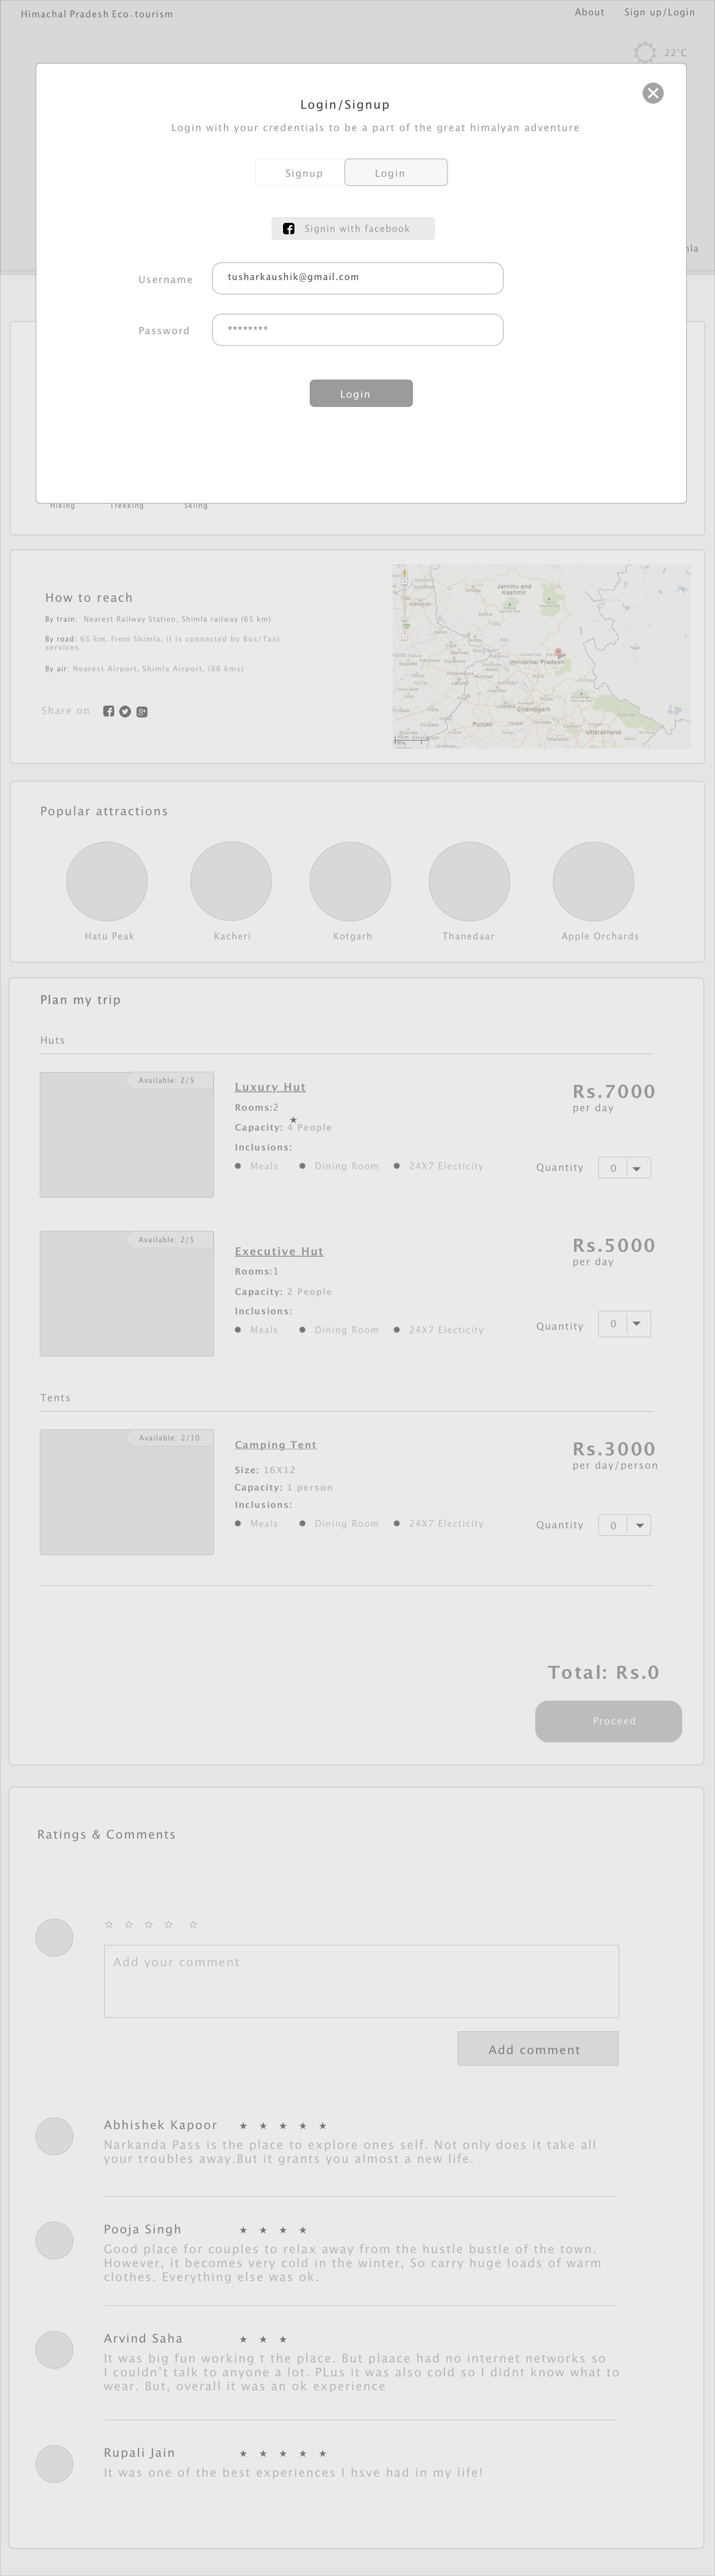 Himachal Pradesh Eco-tourism
About Sign up/Login
22'C
Login/Signup
Login with your credentials to be a part of the great himalyan adventure
Signup Login
Signin with facebook
Username tusharkaushik@gmail.com
Password ********
Login
Hiking Trekking Skiing
How to reach
By train: Nearest Railway Station, Shimla railway (65 km)
By road: 65 km. from Shimla, it is connected by Bus/Taxi
services.
By air: Nearest Airport, Shimla Airport, (88 kms)
Share on
Jammu and
Kashmir
Himachal Pradesh
Chandigarh
Punjab
Uttarakhand
Popular attractions
Hatu Peak Kacheri Kotgarh Thanedaar Apple Orchards
Plan my trip
Huts
Available: 2/5
Luxury Hut
Rooms:2
Capacity: 4 People
Inclusions:
Meals Dining Room 24X7 Electicity
Rs.7000
per day
Quantity 0
Available: 2/5
Executive Hut
Rooms:1
Capacity: 2 People
Inclusions:
Meals Dining Room 24X7 Electicity
Rs.5000
per day
Quantity 0
Tents
Available: 2/10
Camping Tent
Size: 16X12
Capacity: 1 person
Inclusions:
Meals Dining Room 24X7 Electicity
Rs.3000
per day/person
Quantity 0
Total: Rs.0
Proceed
Ratings & Comments
Add your comment
Add comment
Abhishek Kapoor
Narkanda Pass is the place to explore ones self. Not only does it take all
your troubles away.But it grants you almost a new life.
Pooja Singh
Good place for couples to relax away from the hustle bustle of the town.
However, it becomes very cold in the winter, So carry huge loads of warm
clothes. Everything else was ok.
Arvind Saha
It was big fun working t the place. But plaace had no internet networks so
I couldn't talk to anyone a lot. PLus it was also cold so I didnt know what to
wear. But, overall it was an ok experience
Rupali Jain
It was one of the best experiences I hsve had in my life!